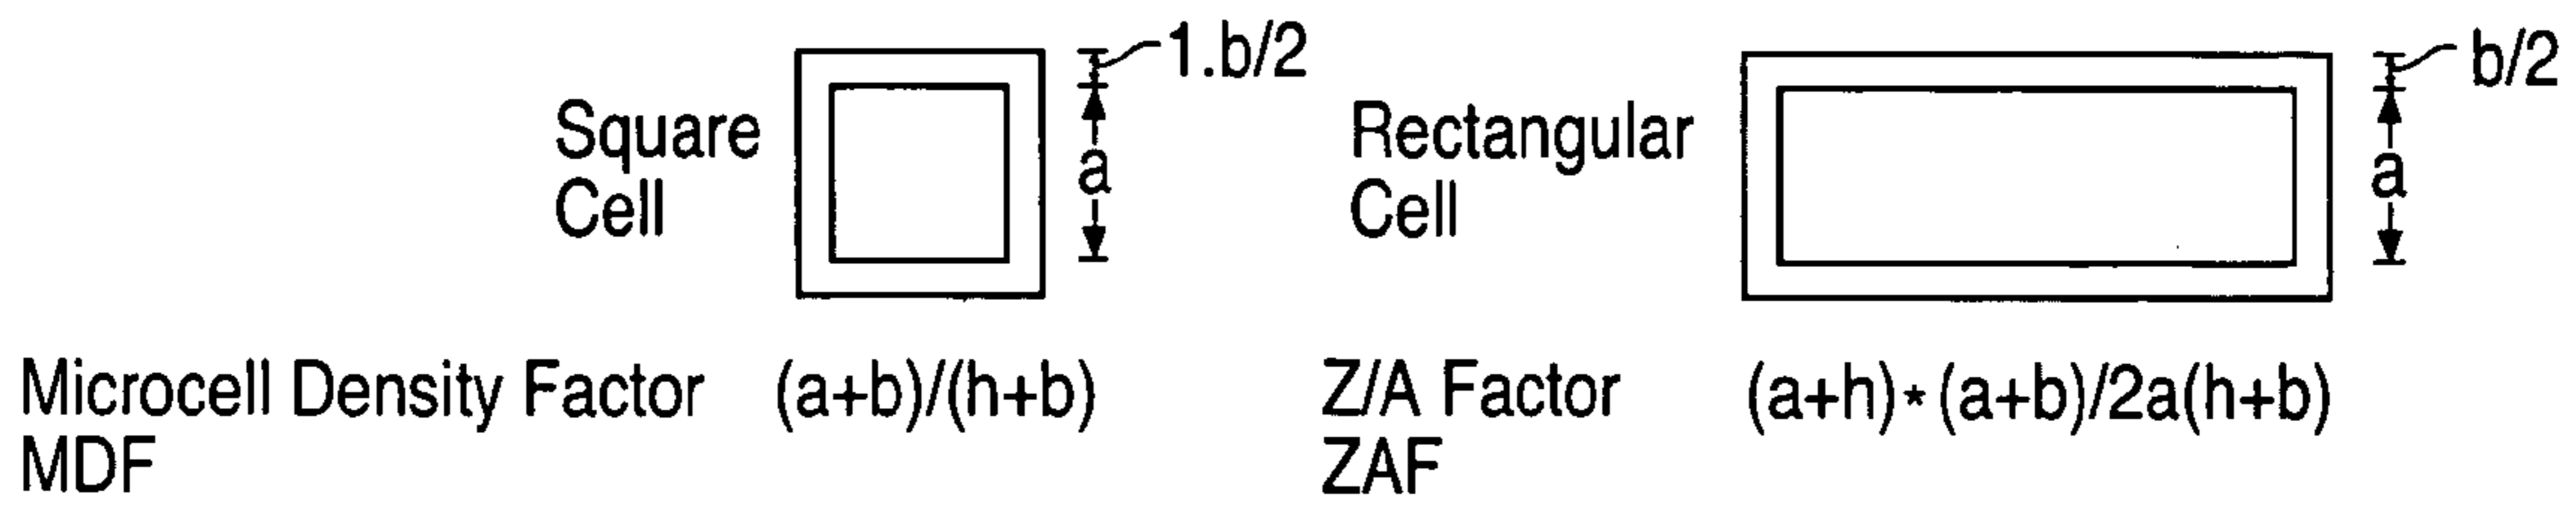 Square
Cell
1.b/2
a
Rectangular
Cell
b/2
a
Microcell Density Factor (a+b)/(h+b)
MDF
Z/A Factor (a+h)*(a+b)/2a(h+b)
ZAF